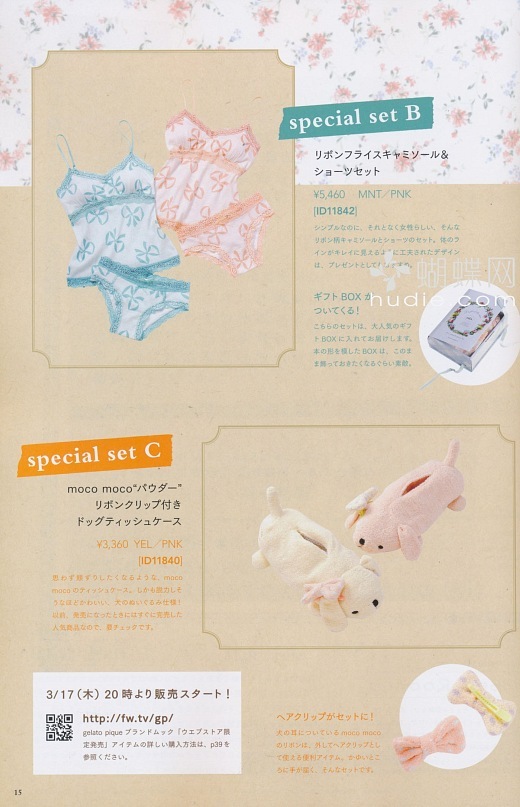 special set B
リボンフライスキャミソール＆
ショーツセット
¥5,460 MNT／PNK
[ID11842]
シンプルなのに、それとなく女性らしい、そんな
リボン柄キャミソールとショーツのセット。体のラ
インがキレイに見えるように工夫されたデザイン
は、プレゼントとしても
蝴蝶网
hudie.com
ギフトBOXが
ついてくる！
こちらのセットは、大人気のギフ
トBOXに入れてお届けします。
本の形を模したBOXは、このま
ま飾っておきたくなるぐらい素敵。
special set C
moco moco“パウダー”
リボンクリップ付き
ドッグティッシュケース
¥3,360 YEL／PNK
[ID11840]
思わず頬ずりしたくなるような、moco
mocoのティッシュケース。しかも脱力しそ
うなほどかわいい、犬のぬいぐるみ仕様！
以前、発売になったときにはすぐに完売した
人気商品なので、要チェックです。
3/17（木）20時より販売スタート！
http://fw.tv/gp/
gelato pique ブランドムック「ウエブストア限
定発売」アイテムの詳しい購入方法は、p39を
参照ください。
ヘアクリップがセットに！
犬の耳についているmoco moco
のリボンは、外してヘアクリップとし
て使える便利アイテム。かゆいとこ
ろに手が届く、そんなセットです。
15